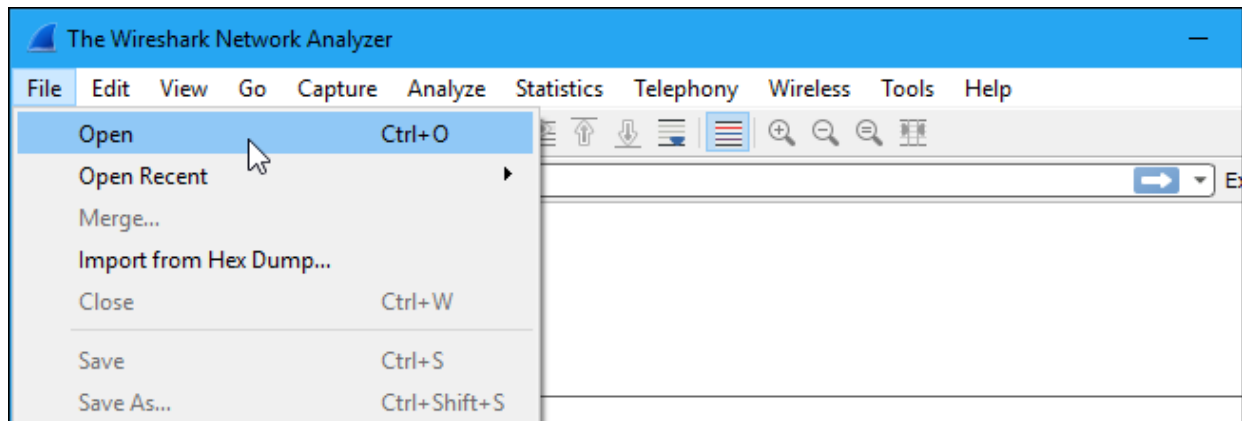 The Wireshark Network Analyzer
File Edit View Go Capture Analyze Statistics Telephony Wireless Tools Help
Open Ctrl+O
Open Recent
Merge...
Import from Hex Dump...
Close Ctrl+W
Save Ctrl+S
Save As... Ctrl+Shift+S